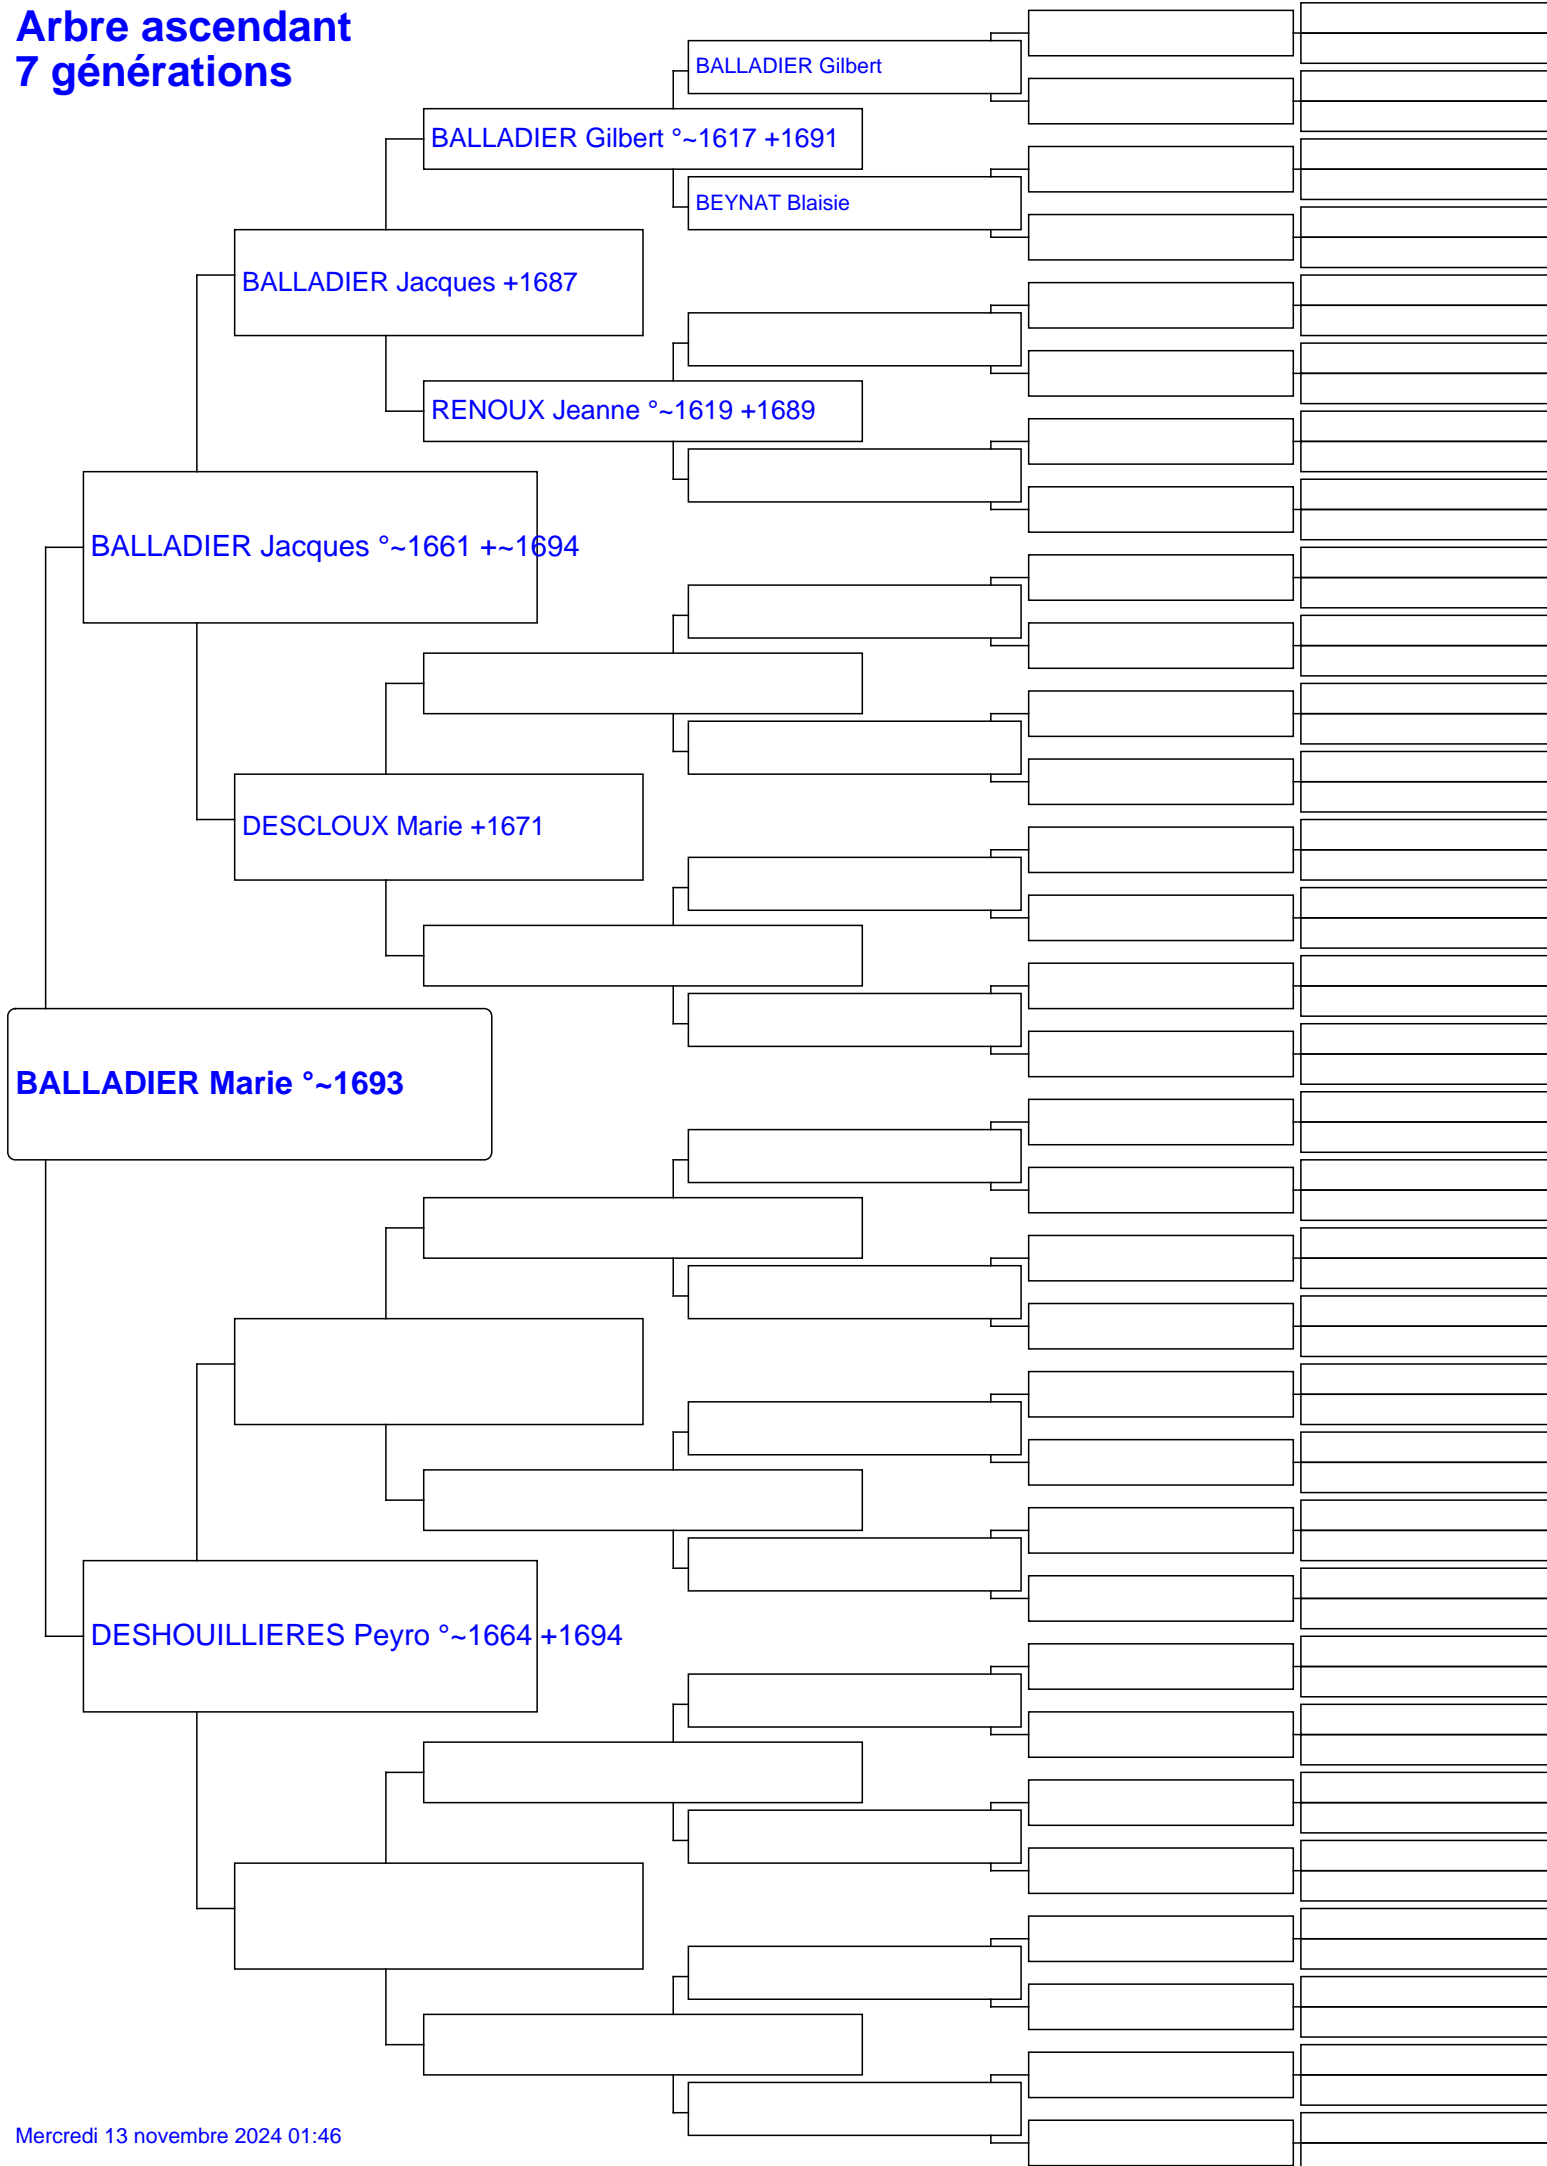 Arbre ascendant
7 générations
BALLADIER Gilbert
BALLADIER Gilbert °~1617 +1691
BEYNAT Blaisie
BALLADIER Jacques +1687
RENOUX Jeanne °~1619 +1689
BALLADIER Jacques °~1661 +~1694
DESCLOUX Marie +1671
BALLADIER Marie °~1693
DESHOUILLIERES Peyro °~1664 +1694
Mercredi 13 novembre 2024 01:46